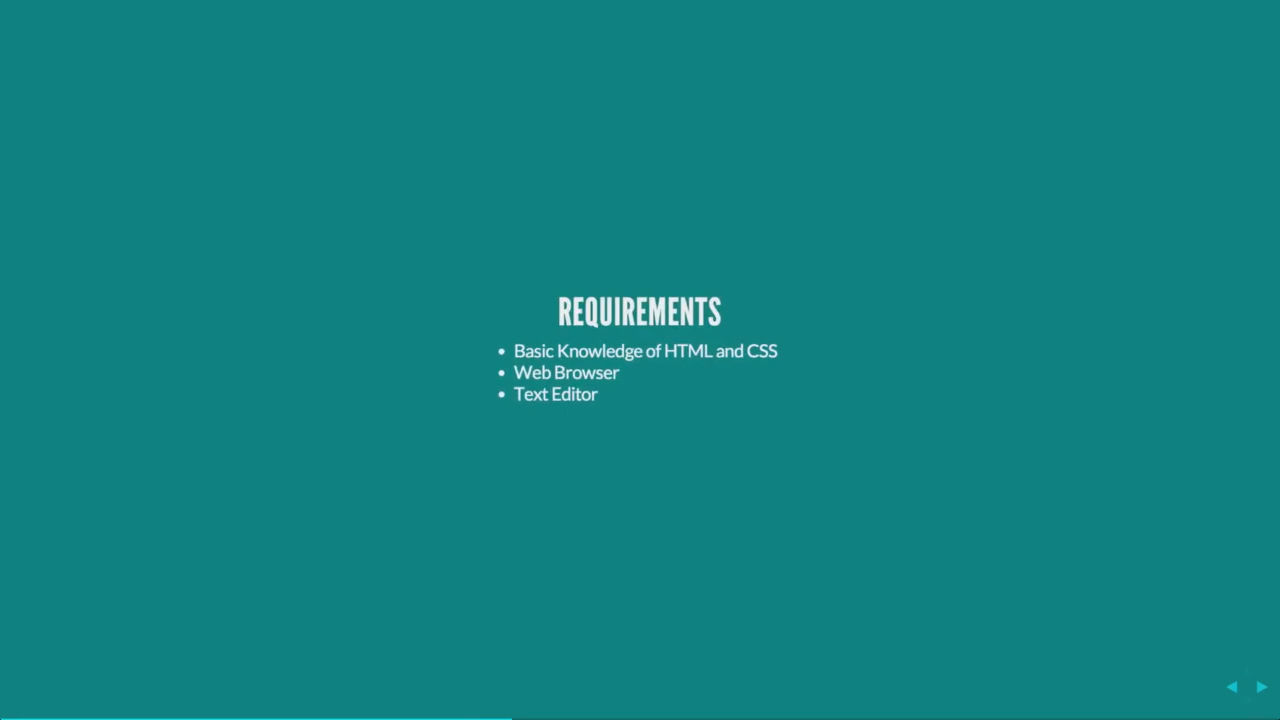 REQUIREMENTS
• Basic Knowledge of HTML and CSS
• Web Browser
• Text Editor